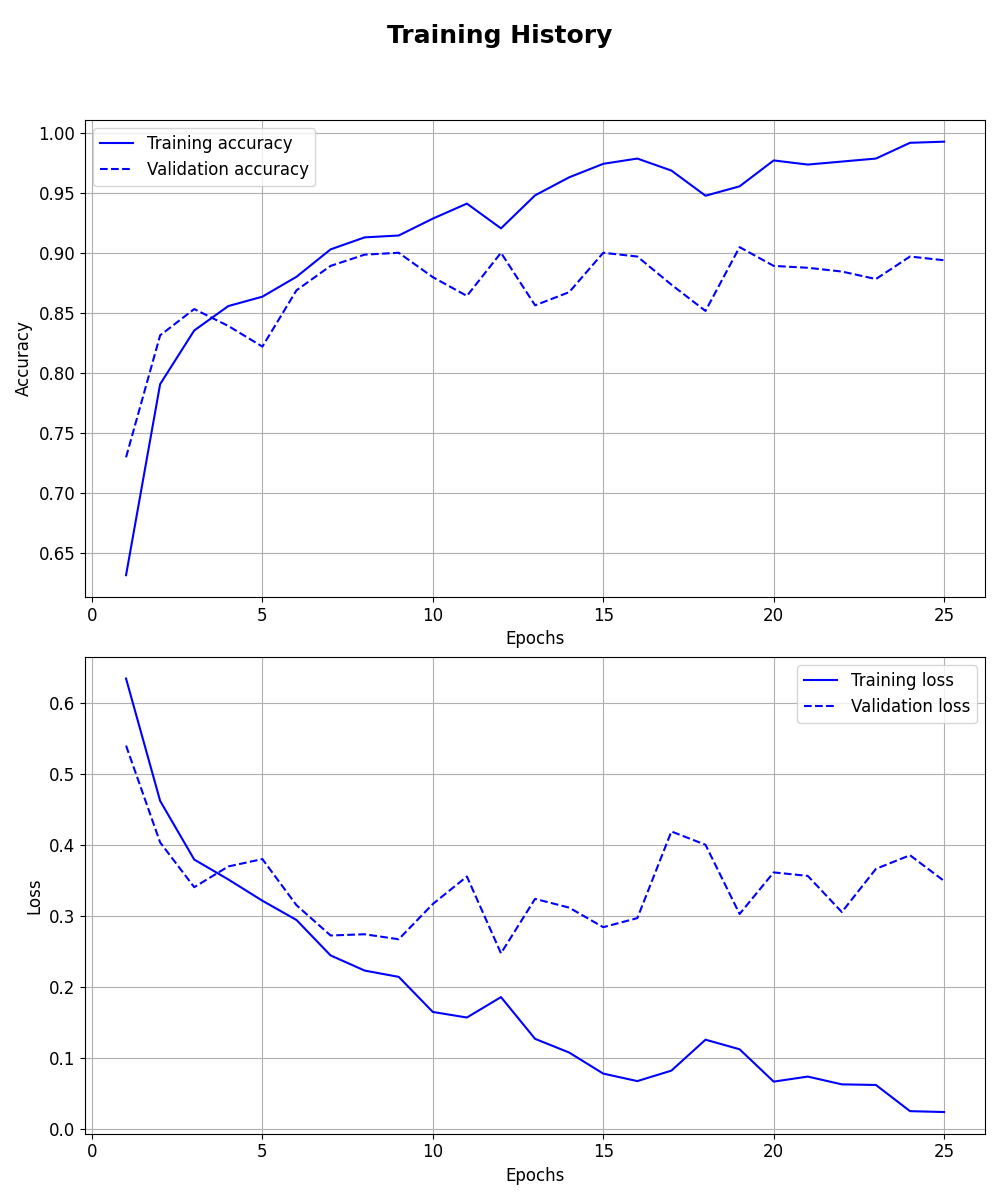 Training History
1.00
0.95
0.90
0.85
0.80
0.75
0.70
0.65
Accuracy
Training accuracy
Validation accuracy
0 5 10 15 20 25
Epochs
0.6
0.5
0.4
0.3
0.2
0.1
0.0
Loss
Training loss
Validation loss
0 5 10 15 20 25
Epochs